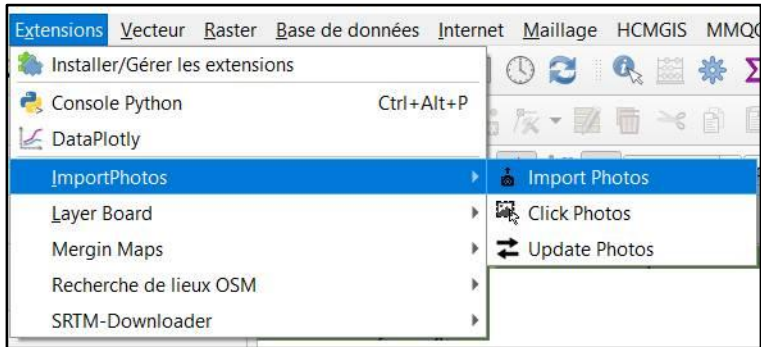 Extensions Vecteur Raster Base de données Internet Maillage HCMGIS
Installer/Gérer les extensions
Console Python Ctrl+Alt+P
DataPlotly
ImportPhotos Import Photos
Layer Board Click Photos
Mergin Maps Update Photos
Recherche de lieux OSM
SRTM-Downloader